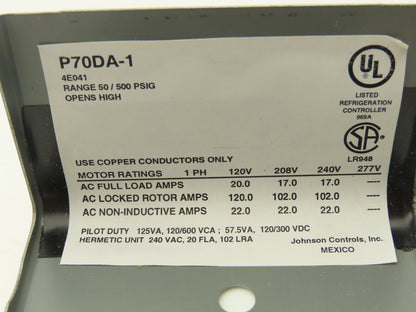 P70DA-1
4E041
RANGE 50 / 500 PSIG
OPENS HIGH
UL
LISTED
REFRIGERATION
CONTROLLER
969A
SA
LR948
USE COPPER CONDUCTORS ONLY
MOTOR RATINGS 1 PH 120V 208V 240V 277V
AC FULL LOAD AMPS 20.0 17.0 17.0 ----
AC LOCKED ROTOR AMPS 120.0 102.0 102.0 ----
AC NON-INDUCTIVE AMPS 22.0 22.0 22.0 ----
PILOT DUTY 125VA, 120/600 VCA ; 57.5VA, 120/300 VDC
HERMETIC UNIT 240 VAC, 20 FLA, 102 LRA
Johnson Controls, Inc.
MEXICO